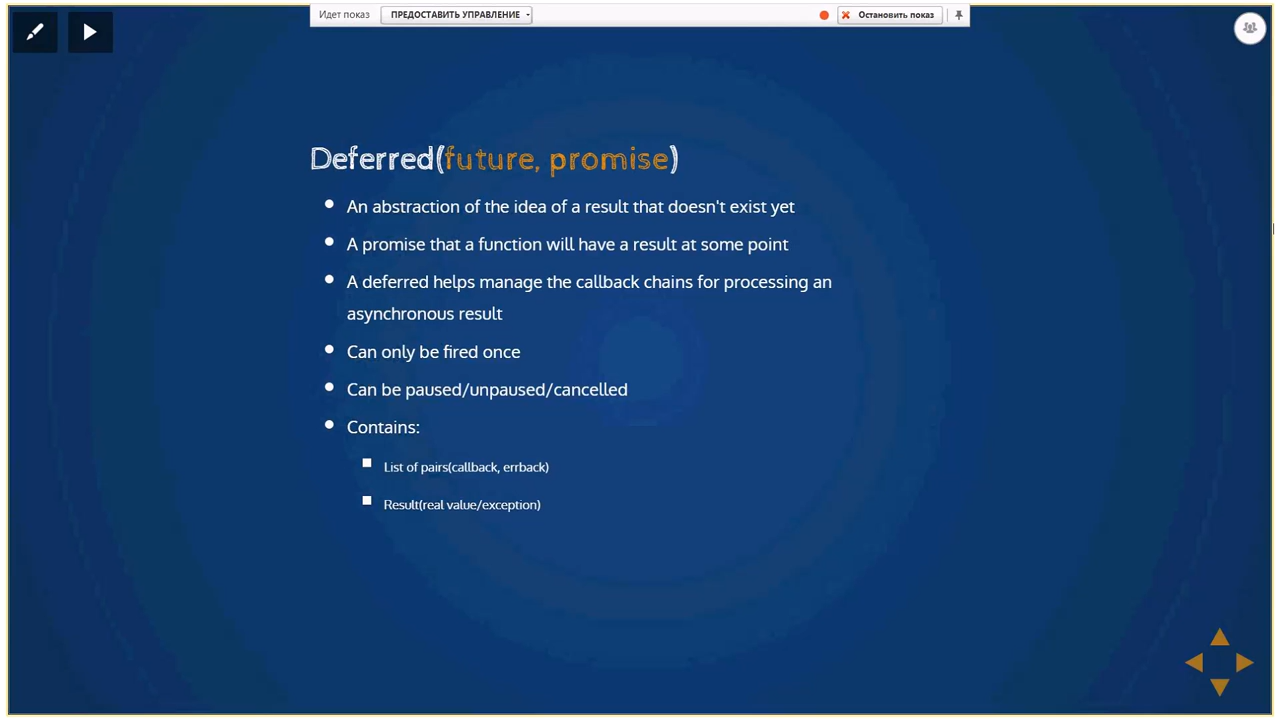 Идет показ
ПРЕДОСТАВИТЬ УПРАВЛЕНИЕ
Остановить показ
Deferred(future, promise)
An abstraction of the idea of a result that doesn't exist yet
A promise that a function will have a result at some point
A deferred helps manage the callback chains for processing an
asynchronous result
Can only be fired once
Can be paused/unpaused/cancelled
Contains:
List of pairs(callback, errback)
Result(real value/exception)